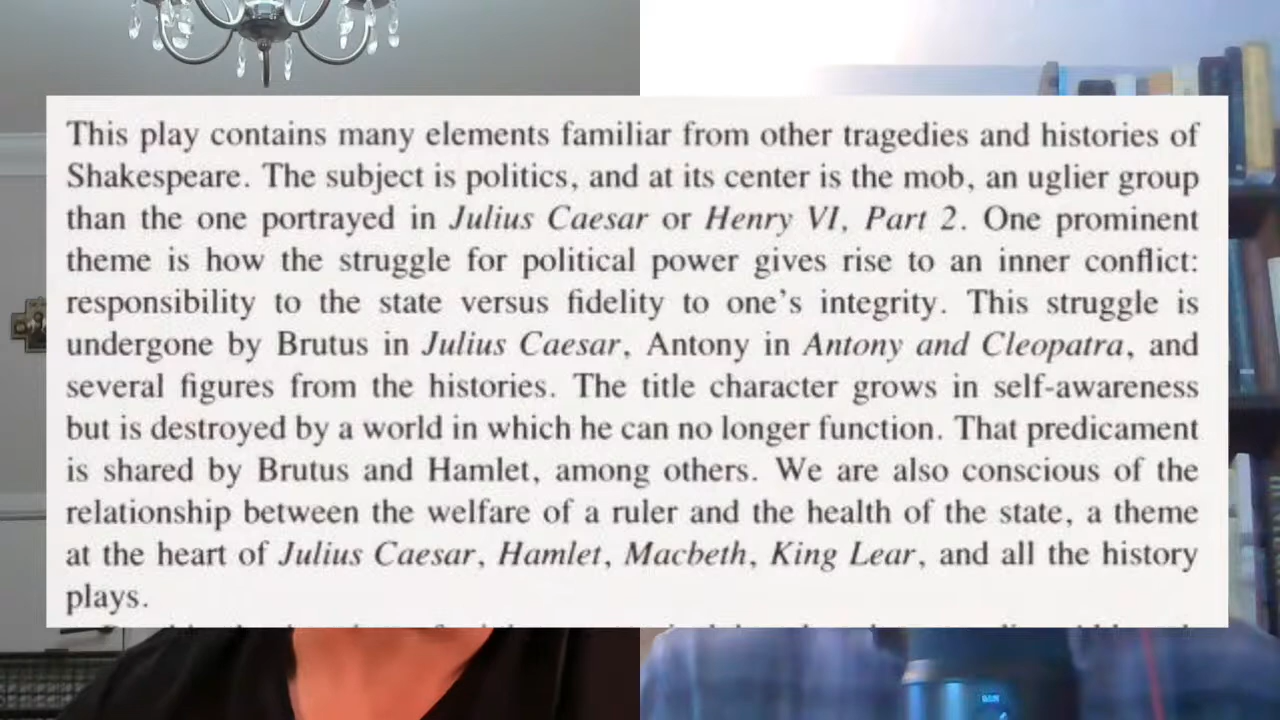 This play contains many elements familiar from other tragedies and histories of
Shakespeare. The subject is politics, and at its center is the mob, an uglier group
than the one portrayed in Julius Caesar or Henry VI, Part 2. One prominent
theme is how the struggle for political power gives rise to an inner conflict:
responsibility to the state versus fidelity to one's integrity. This struggle is
undergone by Brutus in Julius Caesar, Antony in Antony and Cleopatra, and
several figures from the histories. The title character grows in self-awareness
but is destroyed by a world in which he can no longer function. That predicament
is shared by Brutus and Hamlet, among others. We are also conscious of the
relationship between the welfare of a ruler and the health of the state, a theme
at the heart of Julius Caesar, Hamlet, Macbeth, King Lear, and all the history
plays.